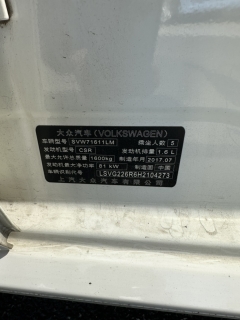 大众汽车(VOLKSWAGEN)
车辆型号 SVW71611LM 乘坐人数 5
发动机型号 CSR 发动机排量 1.6 L
最大允许总质量 1600kg 制造年月 2017.07
发动机最大净功率 81 kW 制造国 中国
车辆识别代号 LSVG226R6H2104273
上汽大众汽车有限公司